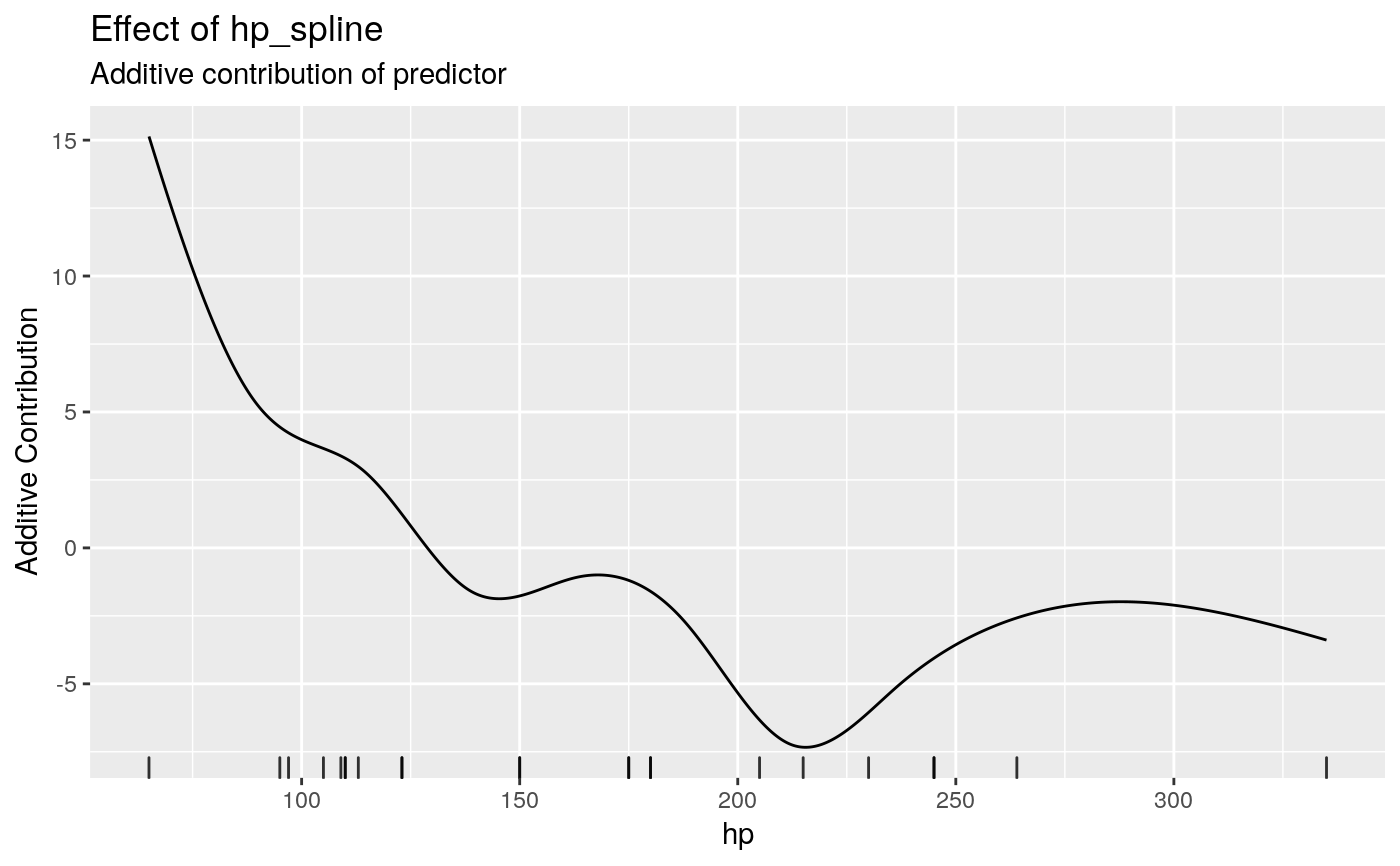 Effect of hp_spline
Additive contribution of predictor
Additive Contribution
15
10
5
0
-5
100
150
200
250
300
hp